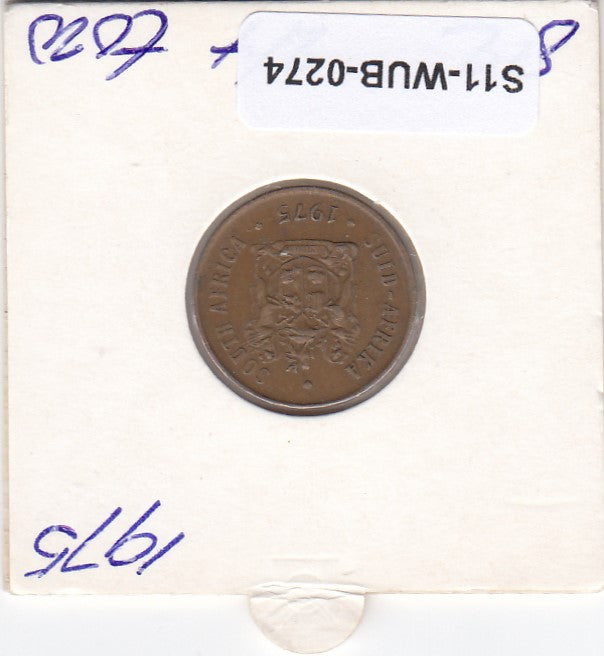 1975
SOUTH AFRICA · 1975 · SUID-AFRIKA
S11-WUB-0274